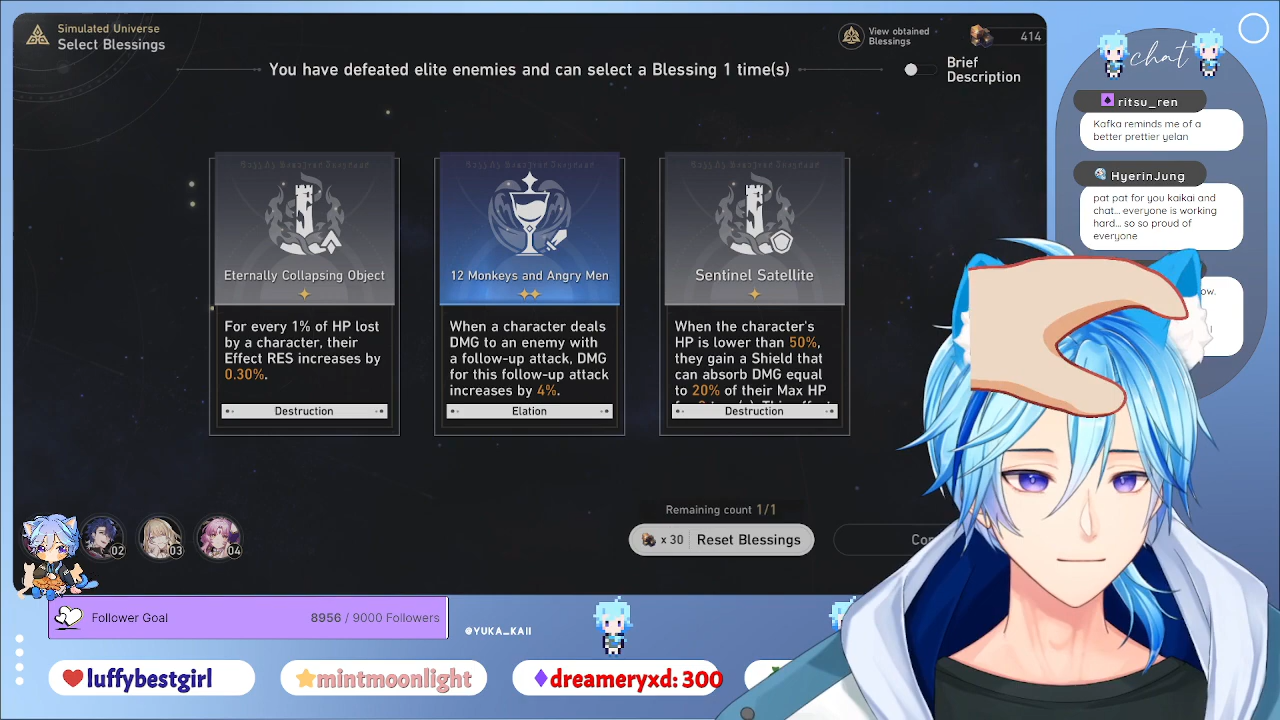 Simulated Universe
Select Blessings
View obtained
Blessings
414
You have defeated elite enemies and can select a Blessing 1 time(s)
Brief
Description
Eternally Collapsing Object
For every 1% of HP lost
by a character, their
Effect RES increases by
0.30%.
Destruction
12 Monkeys and Angry Men
When a character deals
DMG to an enemy with
a follow-up attack, DMG
for this follow-up attack
increases by 4%.
Elation
Sentinel Satellite
When the character's
HP is lower than 50%,
they gain a Shield that
can absorb DMG equal
to 20% of their Max HP
Destruction
02
03
04
Remaining count 1/1
x 30 Reset Blessings
Follower Goal
8956 / 9000 Followers
@YUKA_KAII
luffybestgirl
mintmoonlight
dreameryxd: 300
chat
ritsu_ren
Kafka reminds me of a
better prettier yelan
HyerinJung
pat pat for you kaikai and
chat... everyone is working
hard... so so proud of
everyone